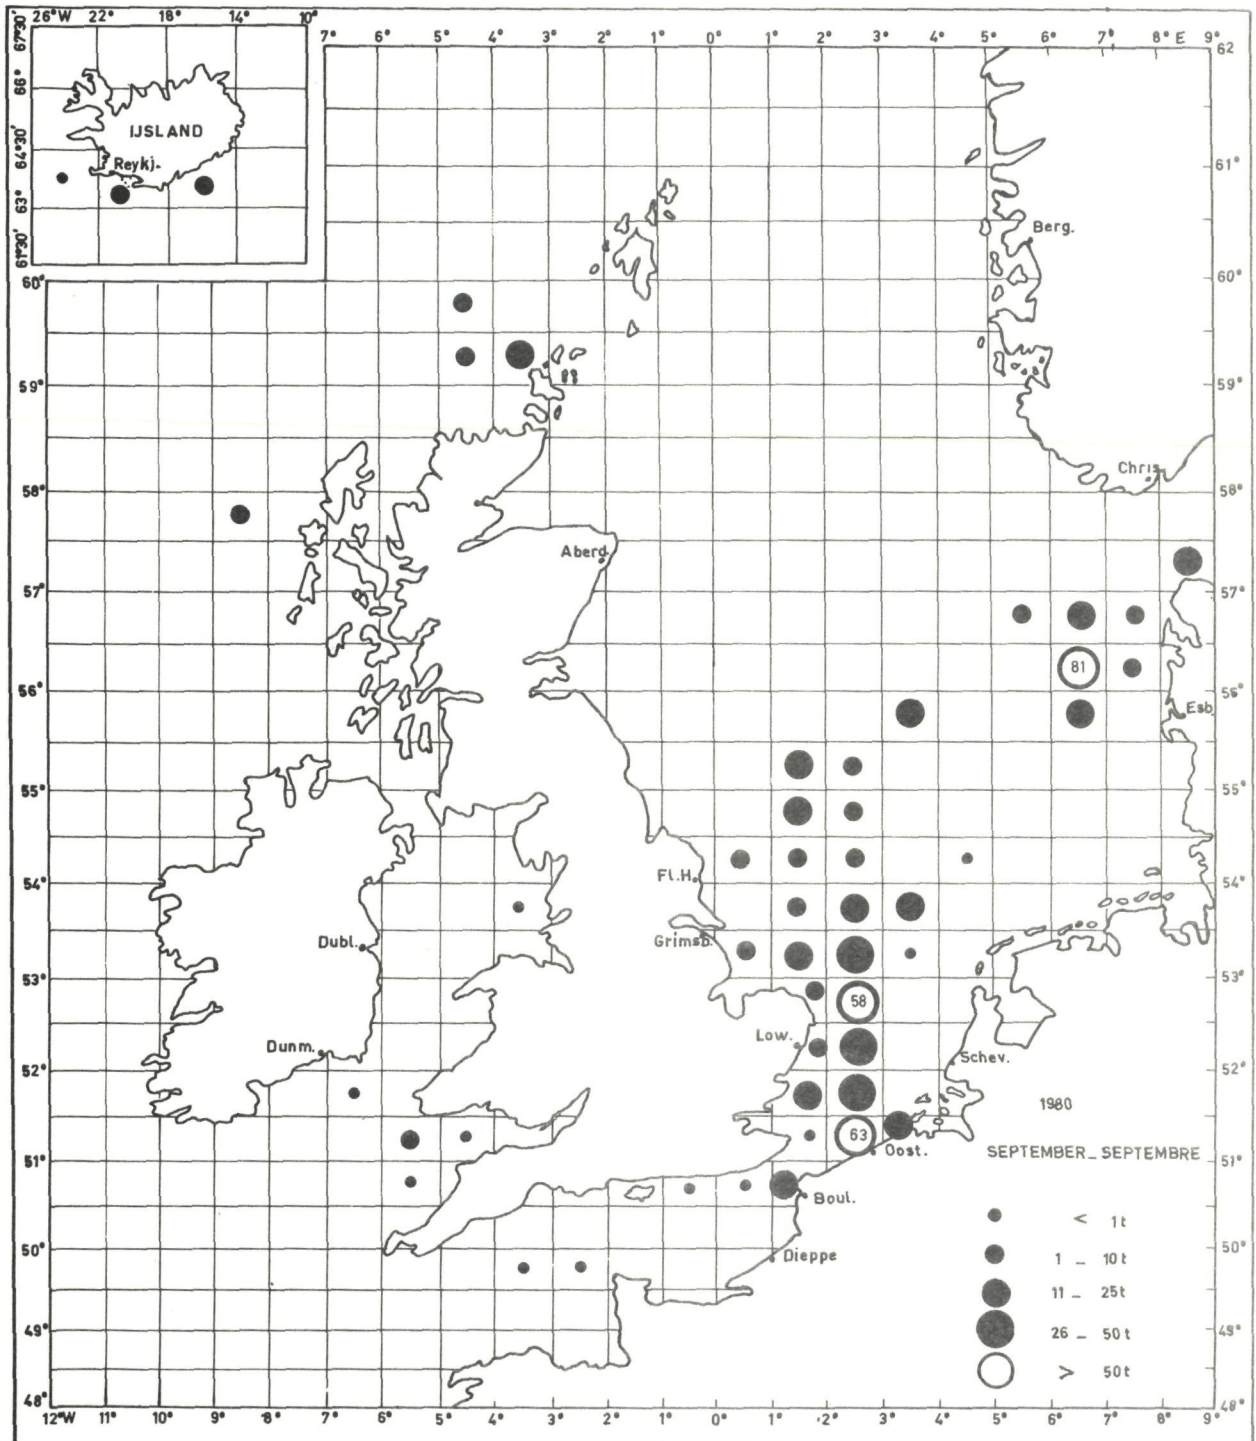 26°W 22° 18° 14° 10°
67°30' 66° 64°30' 63° 61°30'
IJSLAND
Reykj.
7° 6° 5° 4° 3° 2° 1° 0° 1° 2° 3° 4° 5° 6° 7° 8° E 9°
62
61°
60° 60°
59° 59°
58° 58°
57° 57°
56° 56°
55° 55°
54° 54°
53° 53°
52° 52°
51° 51°
50° 50°
49° 49°
48° 48°
Berg.
Chris
Aberd.
81
Esb
Fl.H.
Grimsb.
Dubl.
58
Low.
Dunm.
Schev.
63
Oost.
Boul.
Dieppe
1980
SEPTEMBER_ SEPTEMBRE
< 1t
1 _ 10t
11 _ 25t
26 _ 50t
> 50t
12°W 11° 10° 9° 8° 7° 6° 5° 4° 3° 2° 1° 0° 1° 2° 3° 4° 5° 6° 7° 8° 9°